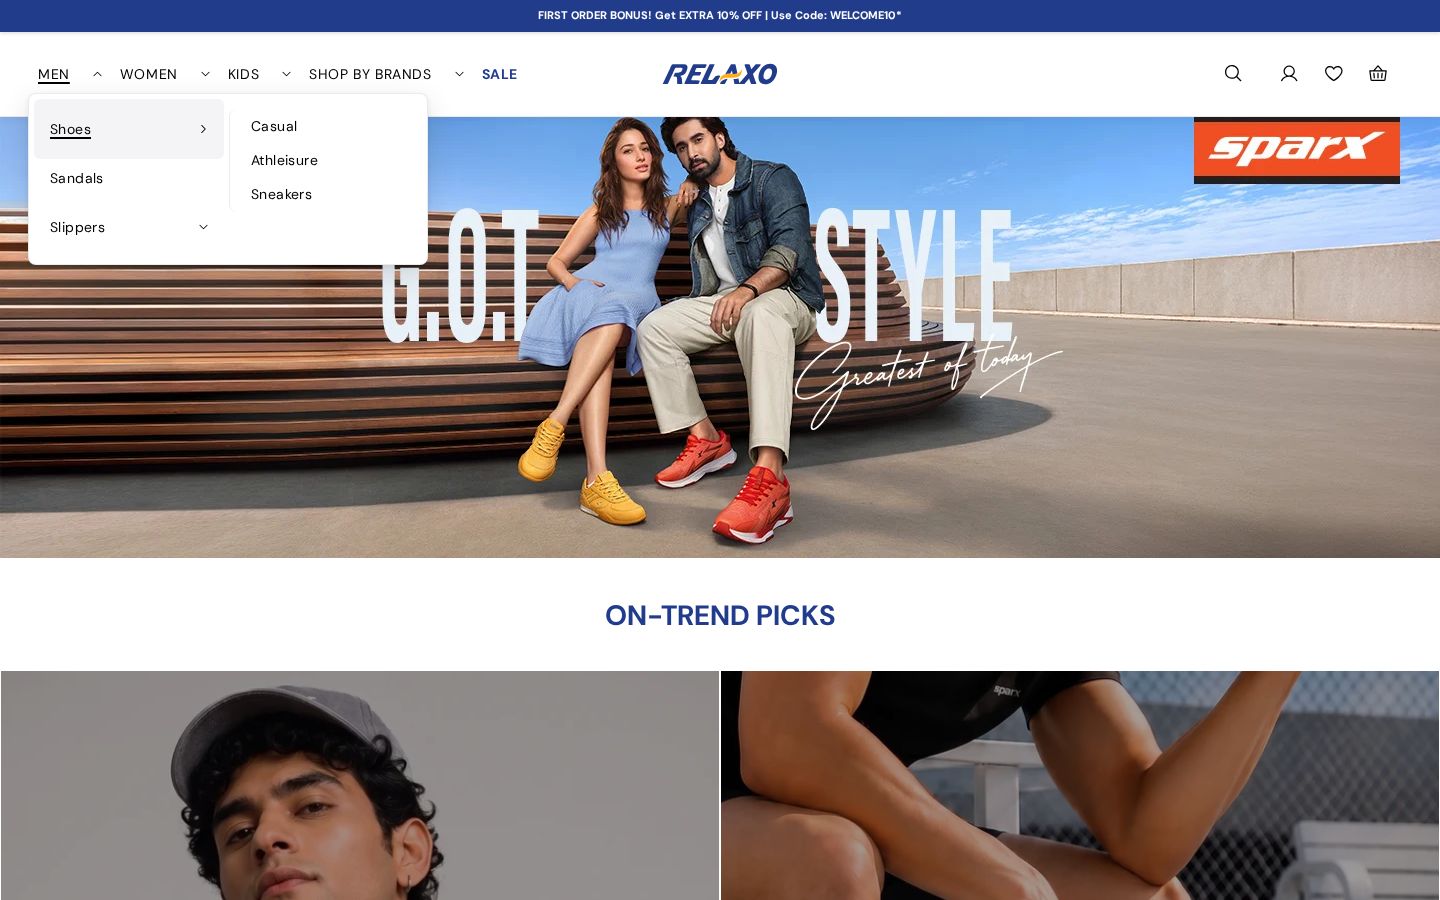 FIRST ORDER BONUS! Get EXTRA 10% OFF | Use Code: WELCOME10*
MEN
WOMEN
KIDS
SHOP BY BRANDS
SALE
RELAXO
Shoes
Sandals
Slippers
Casual
Athleisure
Sneakers
sparx
G.O.T STYLE
Greatest of today
ON-TREND PICKS
sparx